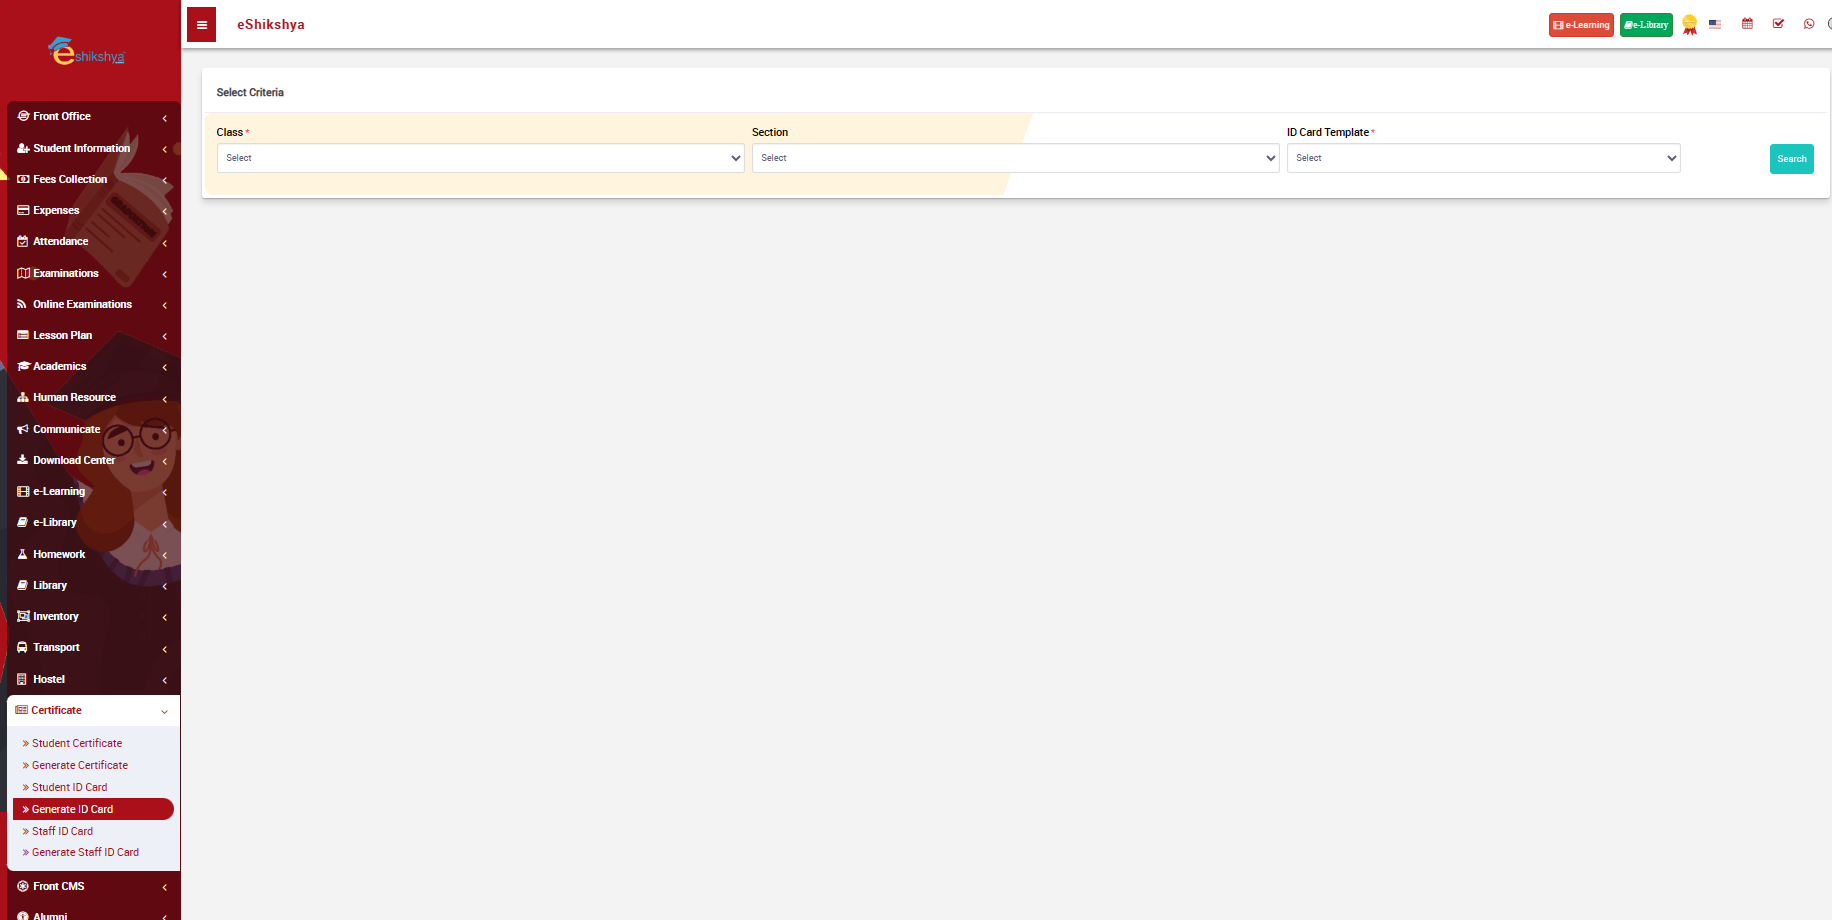 eshikshya
eShikshya
e-Learning
e-Library
Front Office
Student Information
Fees Collection
Expenses
Attendance
Examinations
Online Examinations
Lesson Plan
Academics
Human Resource
Communicate
Download Center
e-Learning
e-Library
Homework
Library
Inventory
Transport
Hostel
Certificate
» Student Certificate
» Generate Certificate
» Student ID Card
» Generate ID Card
» Staff ID Card
» Generate Staff ID Card
Front CMS
Alumni
Select Criteria
Class *
Section
ID Card Template *
Select
Select
Select
Search